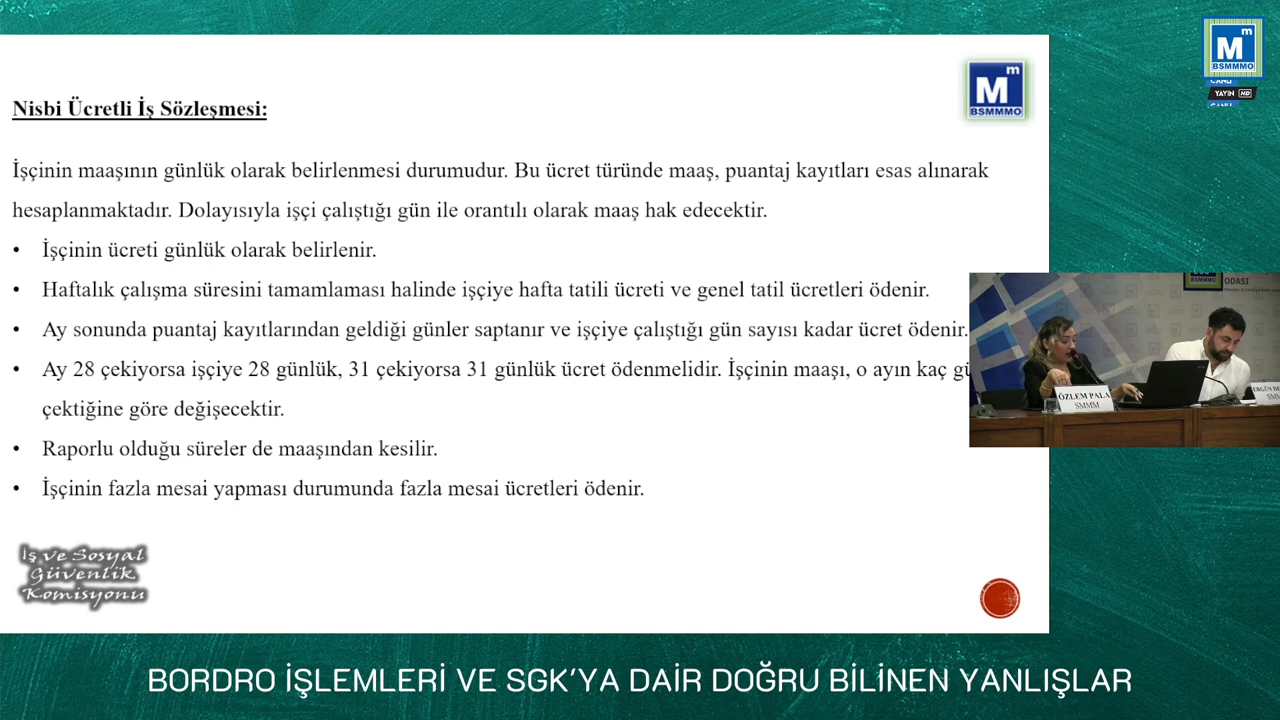 Nisbi Ücretli İş Sözleşmesi:
M m
BSMMMO
M m
BSMMMO
YAYIN HD
İşçinin maaşının günlük olarak belirlenmesi durumudur. Bu ücret türünde maaş, puantaj kayıtları esas alınarak
hesaplanmaktadır. Dolayısıyla işçi çalıştığı gün ile orantılı olarak maaş hak edecektir.
• İşçinin ücreti günlük olarak belirlenir.
• Haftalık çalışma süresini tamamlaması halinde işçiye hafta tatili ücreti ve genel tatil ücretleri ödenir.
• Ay sonunda puantaj kayıtlarından geldiği günler saptanır ve işçiye çalıştığı gün sayısı kadar ücret ödenir.
• Ay 28 çekiyorsa işçiye 28 günlük, 31 çekiyorsa 31 günlük ücret ödenmelidir. İşçinin maaşı, o ayın kaç
çektiğine göre değişecektir.
• Raporlu olduğu süreler de maaşından kesilir.
• İşçinin fazla mesai yapması durumunda fazla mesai ücretleri ödenir.
ODASI
ÖZLEM PALA
SMMM
İş ve Sosyal
Güvenlik
Komisyonu
BORDRO İŞLEMLERİ VE SGK'YA DAİR DOĞRU BİLİNEN YANLIŞLAR